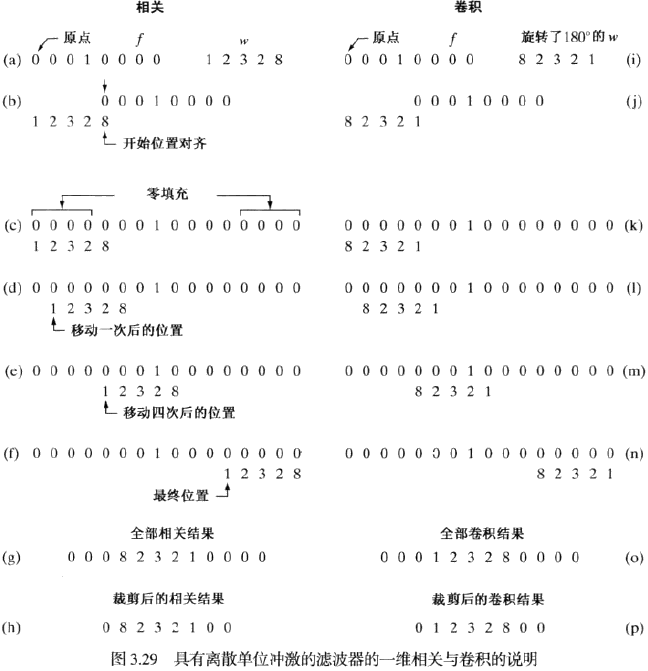 相关 卷积
原点 f w 原点 f 旋转了180°的 w
(a) 0 0 0 1 0 0 0 0 1 2 3 2 8 0 0 0 1 0 0 0 0 8 2 3 2 1 (i)
(b) 0 0 0 1 0 0 0 0 0 0 0 1 0 0 0 0 (j)
1 2 3 2 8 8 2 3 2 1
开始位置对齐
零填充
(c) 0 0 0 0 0 0 0 1 0 0 0 0 0 0 0 0 0 0 0 0 0 0 0 1 0 0 0 0 0 0 0 0 (k)
1 2 3 2 8 8 2 3 2 1
(d) 0 0 0 0 0 0 0 1 0 0 0 0 0 0 0 0 0 0 0 0 0 0 0 1 0 0 0 0 0 0 0 0 (l)
1 2 3 2 8 8 2 3 2 1
移动一次后的位置
(e) 0 0 0 0 0 0 0 1 0 0 0 0 0 0 0 0 0 0 0 0 0 0 0 1 0 0 0 0 0 0 0 0 (m)
1 2 3 2 8 8 2 3 2 1
移动四次后的位置
(f) 0 0 0 0 0 0 0 1 0 0 0 0 0 0 0 0 0 0 0 0 0 0 0 1 0 0 0 0 0 0 0 0 (n)
1 2 3 2 8 8 2 3 2 1
最终位置
全部相关结果 全部卷积结果
(g) 0 0 0 8 2 3 2 1 0 0 0 0 0 0 0 1 2 3 2 8 0 0 0 0 (o)
裁剪后的相关结果 裁剪后的卷积结果
(h) 0 8 2 3 2 1 0 0 0 1 2 3 2 8 0 0 (p)
图 3.29 具有离散单位冲激的滤波器的一维相关与卷积的说明